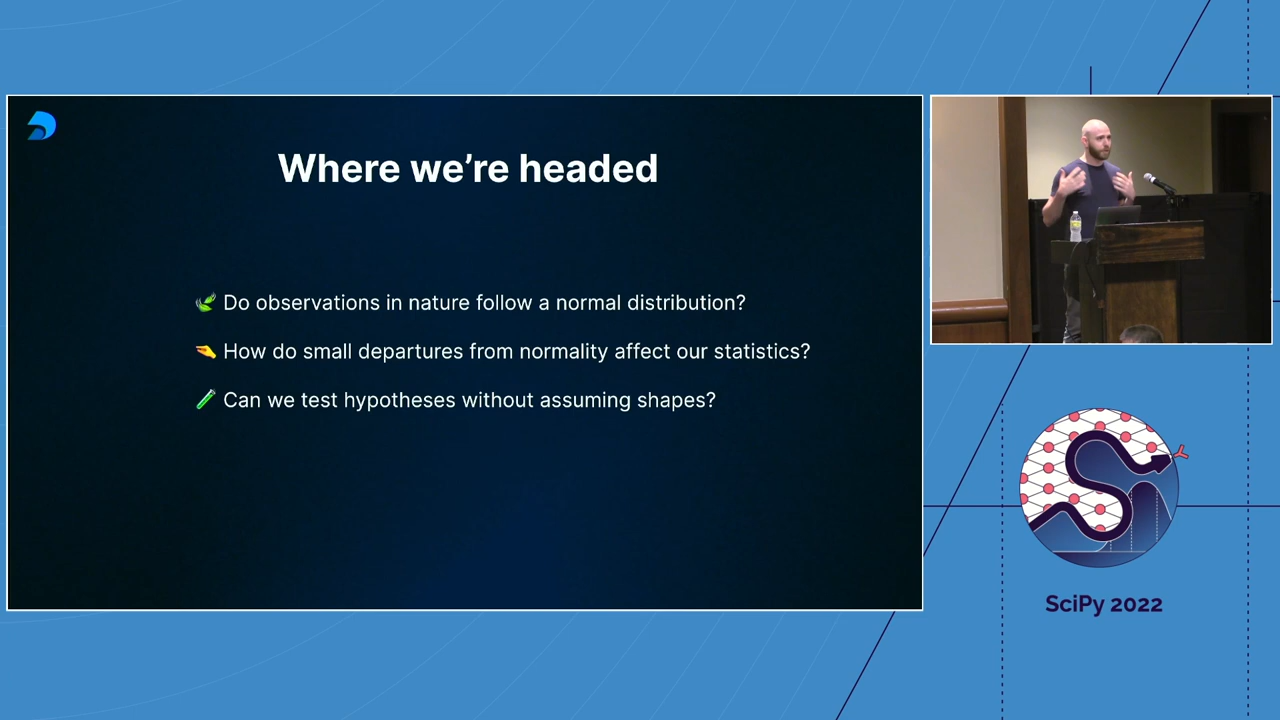 Where we're headed
Do observations in nature follow a normal distribution?
How do small departures from normality affect our statistics?
Can we test hypotheses without assuming shapes?
SciPy 2022